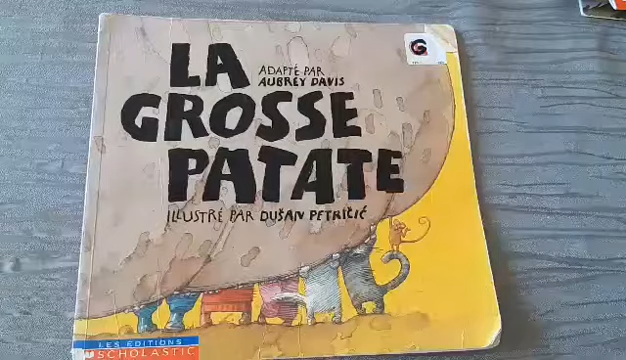 LA
ADAPTÉ PAR
AUBREY DAVIS
GROSSE
PATATE
ILLUSTRÉ PAR DUŠAN PETRIČIĆ
G
LES ÉDITIONS
SCHOLASTIC